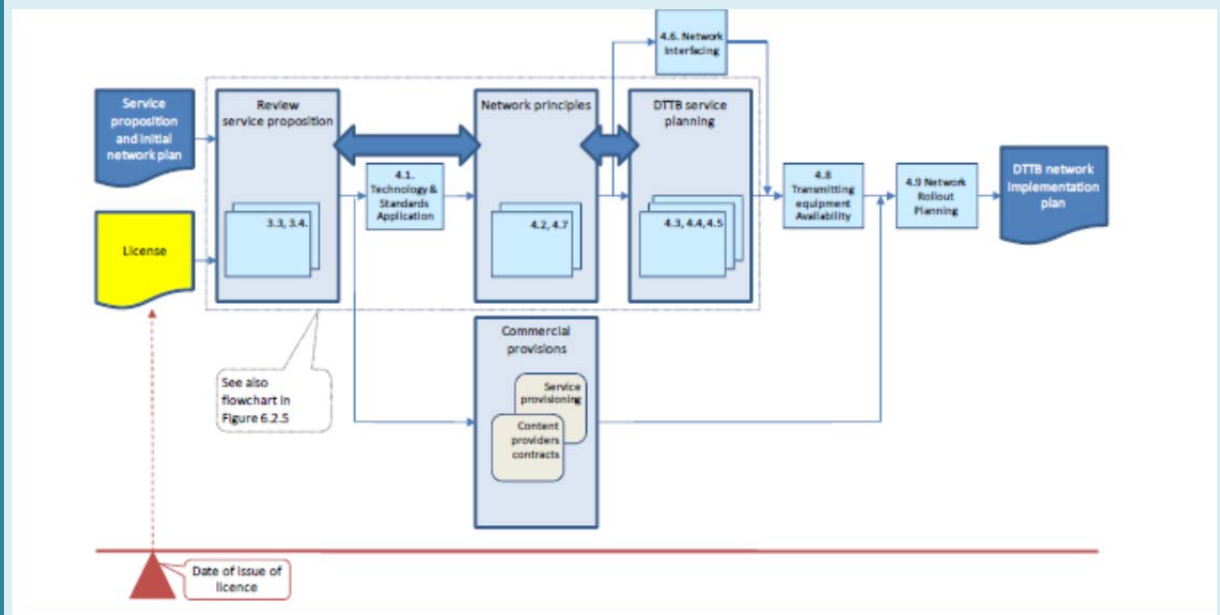 4.6. Network
Interfacing
Service
proposition
and initial
network plan
Review
service proposition
Network principles
DTTB service
planning
4.1.
Technology &
Standards
Application
4.8
Transmitting
equipment
Availability
4.9 Network
Rollout
Planning
DTTB network
implementation
plan
3.3, 3.4.
4.2, 4.7
4.3, 4.4, 4.5
License
Commercial
provisions
See also
flowchart in
Figure 6.2.5
Service
provisioning
Content
providers
contracts
Date of issue of
licence